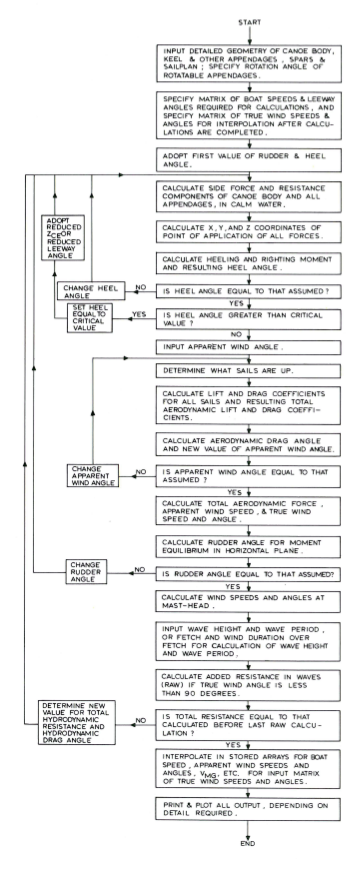 START
INPUT DETAILED GEOMETRY OF CANOE BODY,
KEEL & OTHER APPENDAGES, SPARS &
SAILPLAN; SPECIFY ROTATION ANGLE OF
ROTATABLE APPENDAGES.
SPECIFY MATRIX OF BOAT SPEEDS & LEEWAY
ANGLES REQUIRED FOR CALCULATIONS, AND
SPECIFY MATRIX OF TRUE WIND SPEEDS &
ANGLES FOR INTERPOLATION AFTER CALCU-
LATIONS ARE COMPLETED.
ADOPT FIRST VALUE OF RUDDER & HEEL
ANGLE.
CALCULATE SIDE FORCE AND RESISTANCE
COMPONENTS OF CANOE BODY AND ALL
APPENDAGES, IN CALM WATER.
CALCULATE X, Y, AND Z COORDINATES OF
POINT OF APPLICATION OF ALL FORCES.
CALCULATE HEELING AND RIGHTING MOMENT
AND RESULTING HEEL ANGLE.
ADOPT
REDUCED
ZCE OR
REDUCED
LEEWAY
ANGLE
CHANGE HEEL
ANGLE
NO
IS HEEL ANGLE EQUAL TO THAT ASSUMED?
YES
SET HEEL
EQUAL TO
CRITICAL
VALUE
YES
IS HEEL ANGLE GREATER THAN CRITICAL
VALUE ?
NO
INPUT APPARENT WIND ANGLE.
DETERMINE WHAT SAILS ARE UP.
CALCULATE LIFT AND DRAG COEFFICIENTS
FOR ALL SAILS AND RESULTING TOTAL
AERODYNAMIC LIFT AND DRAG COEFFI-
CIENTS.
CALCULATE AERODYNAMIC DRAG ANGLE
AND NEW VALUE OF APPARENT WIND ANGLE.
CHANGE
APPARENT
WIND ANGLE
NO
IS APPARENT WIND ANGLE EQUAL TO THAT
ASSUMED ?
YES
CALCULATE TOTAL AERODYNAMIC FORCE,
APPARENT WIND SPEED, & TRUE WIND
SPEED AND ANGLE.
CALCULATE RUDDER ANGLE FOR MOMENT
EQUILIBRIUM IN HORIZONTAL PLANE.
CHANGE
RUDDER
ANGLE
NO
IS RUDDER ANGLE EQUAL TO THAT ASSUMED?
YES
CALCULATE WIND SPEEDS AND ANGLES AT
MAST-HEAD.
INPUT WAVE HEIGHT AND WAVE PERIOD,
OR FETCH AND WIND DURATION OVER
FETCH FOR CALCULATION OF WAVE HEIGHT
AND WAVE PERIOD.
CALCULATE ADDED RESISTANCE IN WAVES
(RAW) IF TRUE WIND ANGLE IS LESS
THAN 90 DEGREES.
DETERMINE NEW
VALUE FOR TOTAL
HYDRODYNAMIC
RESISTANCE AND
HYDRODYNAMIC
DRAG ANGLE
NO
IS TOTAL RESISTANCE EQUAL TO THAT
CALCULATED BEFORE LAST RAW CALCU-
LATION ?
YES
INTERPOLATE IN STORED ARRAYS FOR BOAT
SPEED, APPARENT WIND SPEEDS AND
ANGLES, VMG, ETC. FOR INPUT MATRIX
OF TRUE WIND SPEEDS AND ANGLES.
PRINT & PLOT ALL OUTPUT, DEPENDING ON
DETAIL REQUIRED.
END